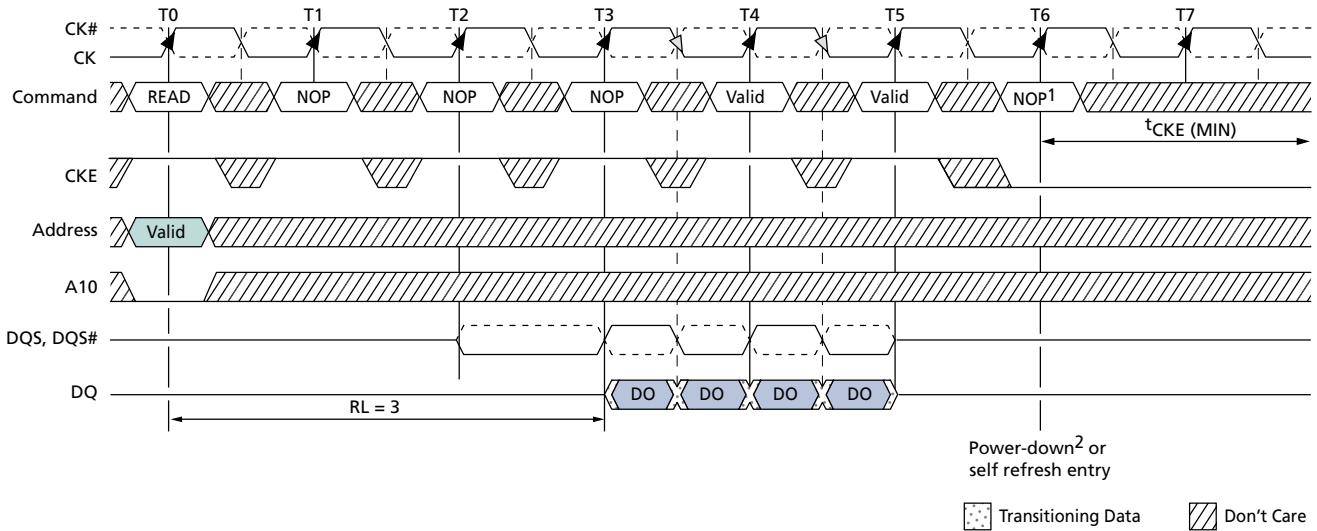 T0 T1 T2 T3 T4 T5 T6 T7
CK#
CK
Command READ NOP NOP NOP Valid Valid NOP1
tCKE (MIN)
CKE
Address Valid
A10
DQS, DQS#
DQ DO DO DO DO
RL = 3
Power-down2 or
self refresh entry
Transitioning Data Don't Care